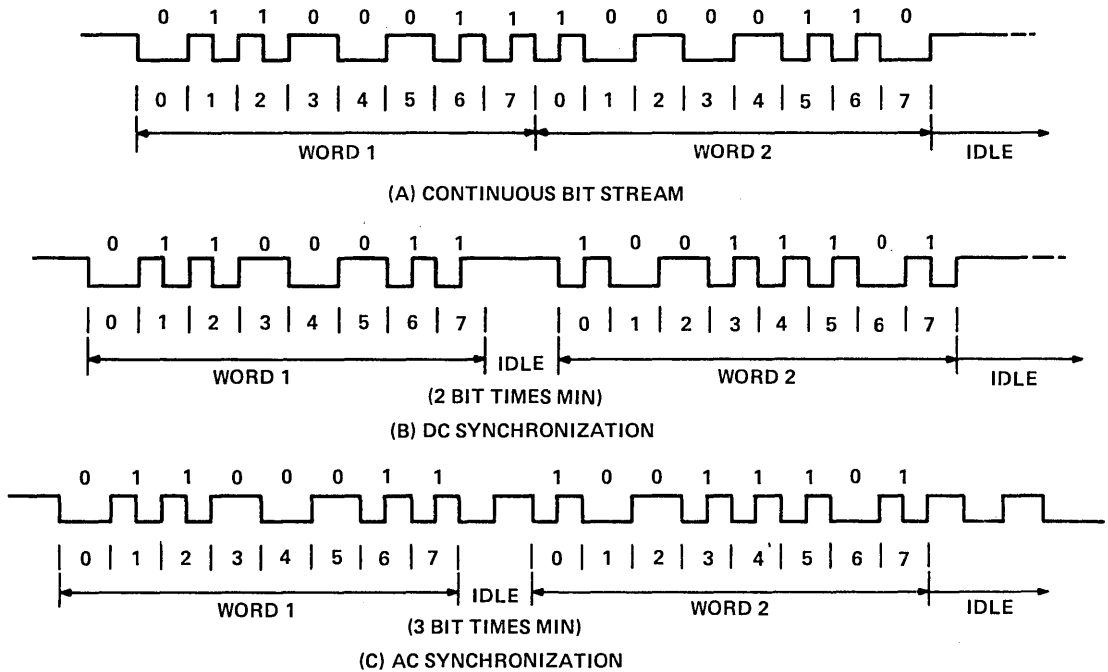 0 1 1 0 0 0 1 1 1 0 0 0 0 1 1 0
0 1 2 3 4 5 6 7 0 1 2 3 4 5 6 7
WORD 1 WORD 2 IDLE
(A) CONTINUOUS BIT STREAM
0 1 1 0 0 0 1 1 1 0 0 1 1 1 0 1
0 1 2 3 4 5 6 7 0 1 2 3 4 5 6 7
WORD 1 IDLE WORD 2 IDLE
(2 BIT TIMES MIN)
(B) DC SYNCHRONIZATION
0 1 1 0 0 0 1 1 1 0 0 1 1 1 0 1
0 1 2 3 4 5 6 7 0 1 2 3 4 5 6 7
WORD 1 IDLE WORD 2 IDLE
(3 BIT TIMES MIN)
(C) AC SYNCHRONIZATION